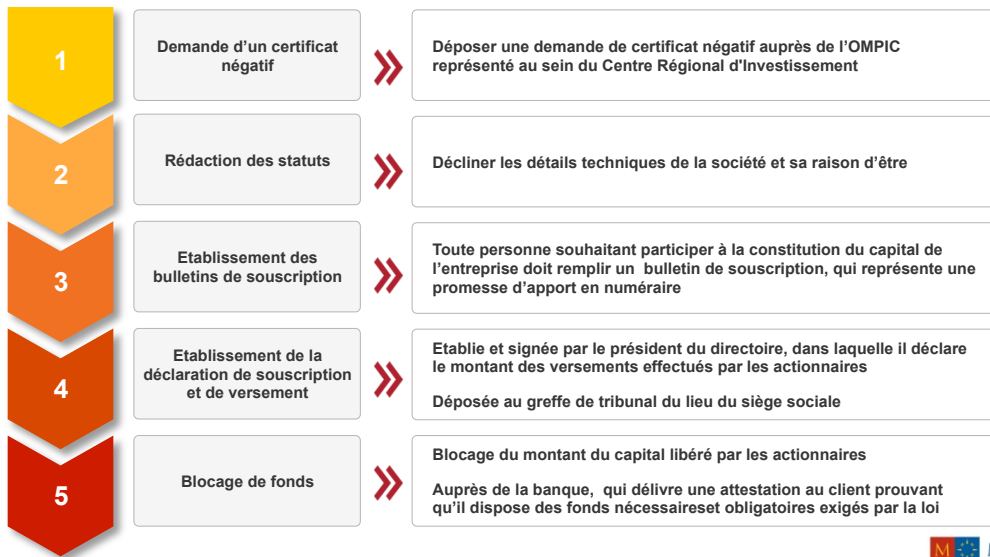 1
Demande d’un certificat
négatif
Déposer une demande de certificat négatif auprès de l’OMPIC
représenté au sein du Centre Régional d'Investissement
2
Rédaction des statuts
Décliner les détails techniques de la société et sa raison d’être
3
Etablissement des
bulletins de souscription
Toute personne souhaitant participer à la constitution du capital de
l’entreprise doit remplir un bulletin de souscription, qui représente une
promesse d’apport en numéraire
4
Etablissement de la
déclaration de souscription
et de versement
Etablie et signée par le président du directoire, dans laquelle il déclare
le montant des versements effectués par les actionnaires
Déposée au greffe de tribunal du lieu du siège sociale
5
Blocage de fonds
Blocage du montant du capital libéré par les actionnaires
Auprès de la banque, qui délivre une attestation au client prouvant
qu’il dispose des fonds nécessaireset obligatoires exigés par la loi
M